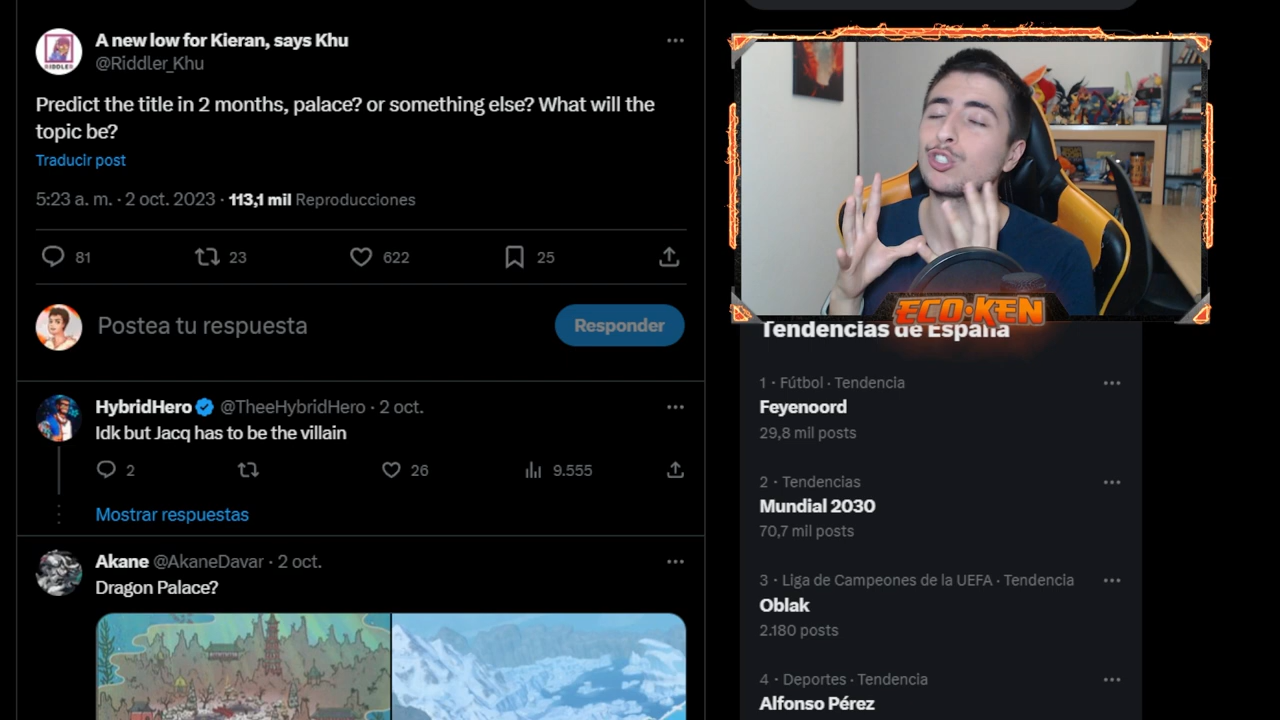 A new low for Kieran, says Khu
@Riddler_Khu
Predict the title in 2 months, palace? or something else? What will the
topic be?
Traducir post
5:23 a. m. · 2 oct. 2023 · 113,1 mil Reproducciones
81 23 622 25
Postea tu respuesta
Responder
HybridHero @TheeHybridHero · 2 oct.
Idk but Jacq has to be the villain
2 26 9.555
Mostrar respuestas
Akane @AkaneDavar · 2 oct.
Dragon Palace?
RIDDLER
ECO·KEN
Tendencias de España
1 · Fútbol · Tendencia
Feyenoord
29,8 mil posts
2 · Tendencias
Mundial 2030
70,7 mil posts
3 · Liga de Campeones de la UEFA · Tendencia
Oblak
2.180 posts
4 · Deportes · Tendencia
Alfonso Pérez